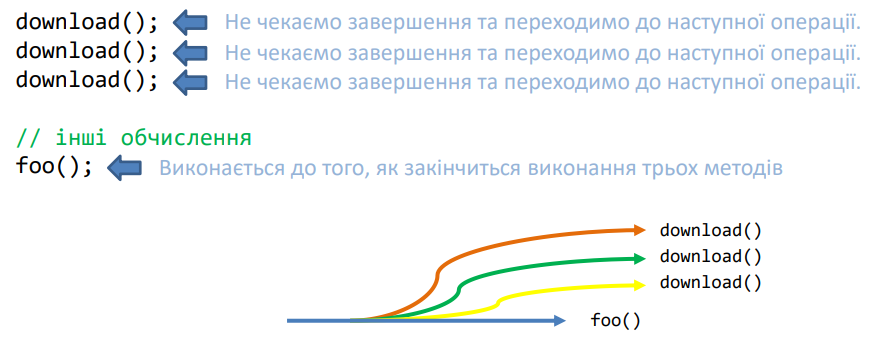 download(); Не чекаємо завершення та переходимо до наступної операції.
download(); Не чекаємо завершення та переходимо до наступної операції.
download(); Не чекаємо завершення та переходимо до наступної операції.
// інші обчислення
foo(); Виконається до того, як закінчиться виконання трьох методів
download()
download()
download()
foo()